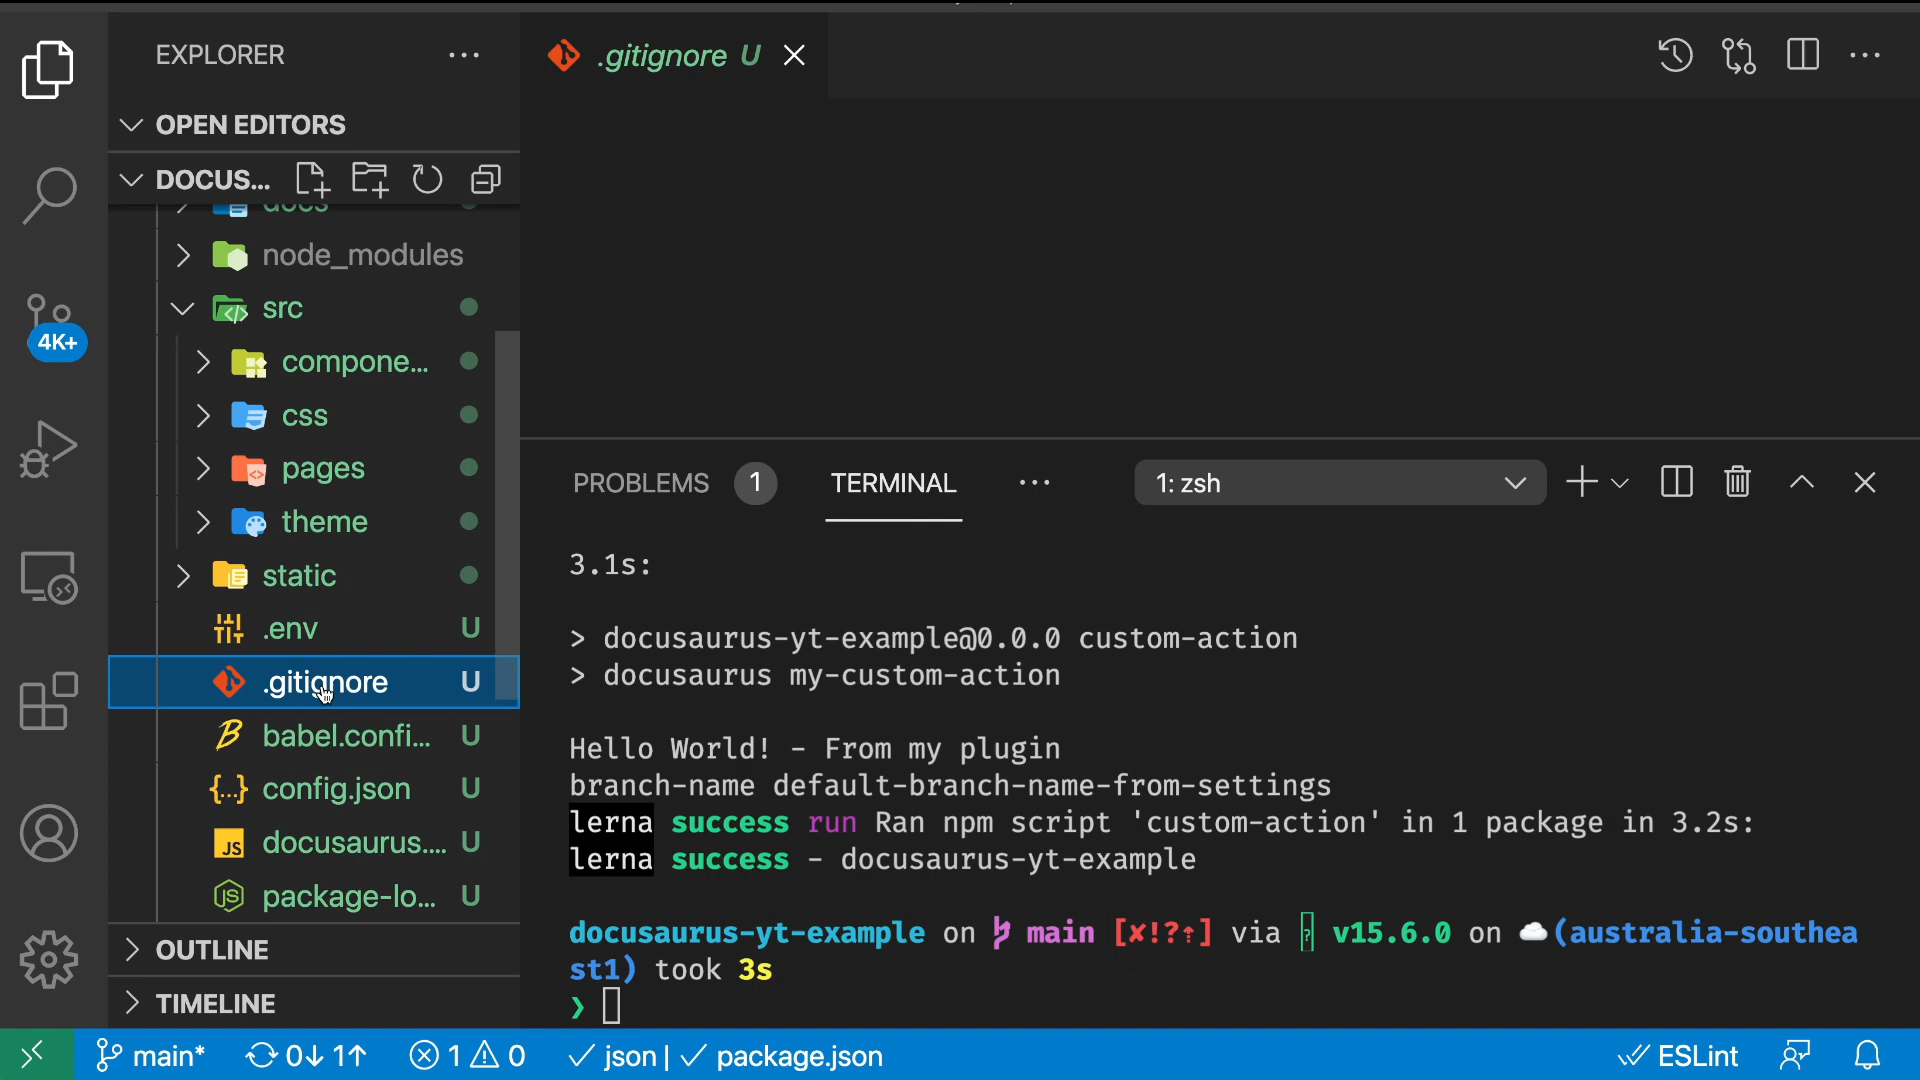 EXPLORER
.gitignore U
OPEN EDITORS
DOCUS...
docs
node_modules
src
4K+
compone...
css
pages
theme
static
.env U
.gitignore U
babel.confi... U
config.json U
docusaurus.... U
package-lo... U
OUTLINE
TIMELINE
PROBLEMS 1 TERMINAL 1: zsh
3.1s:
> docusaurus-yt-example@0.0.0 custom-action
> docusaurus my-custom-action
Hello World! - From my plugin
branch-name default-branch-name-from-settings
lerna success run Ran npm script 'custom-action' in 1 package in 3.2s:
lerna success - docusaurus-yt-example
docusaurus-yt-example on main [✘!?⇡] via v15.6.0 on (australia-southea
st1) took 3s
❯
main* 0↓ 1↑ 1 0 ✓ json | ✓ package.json ESLint